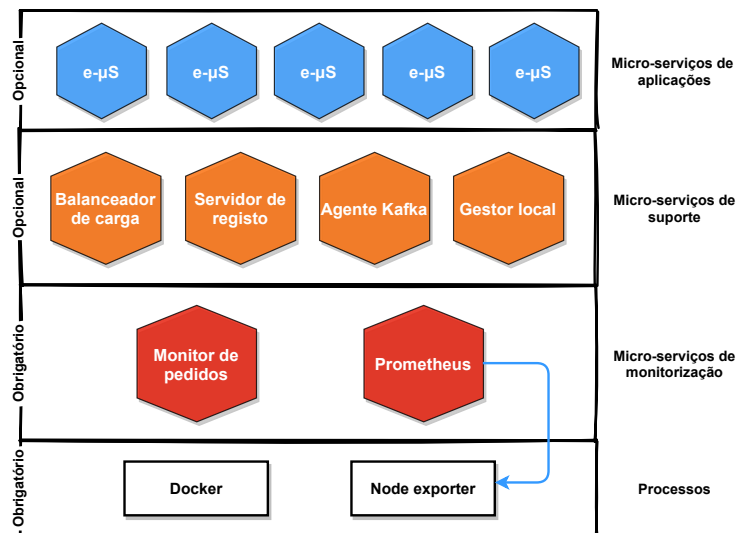 Opcional
e-µS
e-µS
e-µS
e-µS
e-µS
Micro-serviços de
aplicações
Opcional
Balanceador
de carga
Servidor de
registo
Agente Kafka
Gestor local
Micro-serviços de
suporte
Obrigatório
Monitor de
pedidos
Prometheus
Micro-serviços de
monitorização
Obrigatório
Docker
Node exporter
Processos